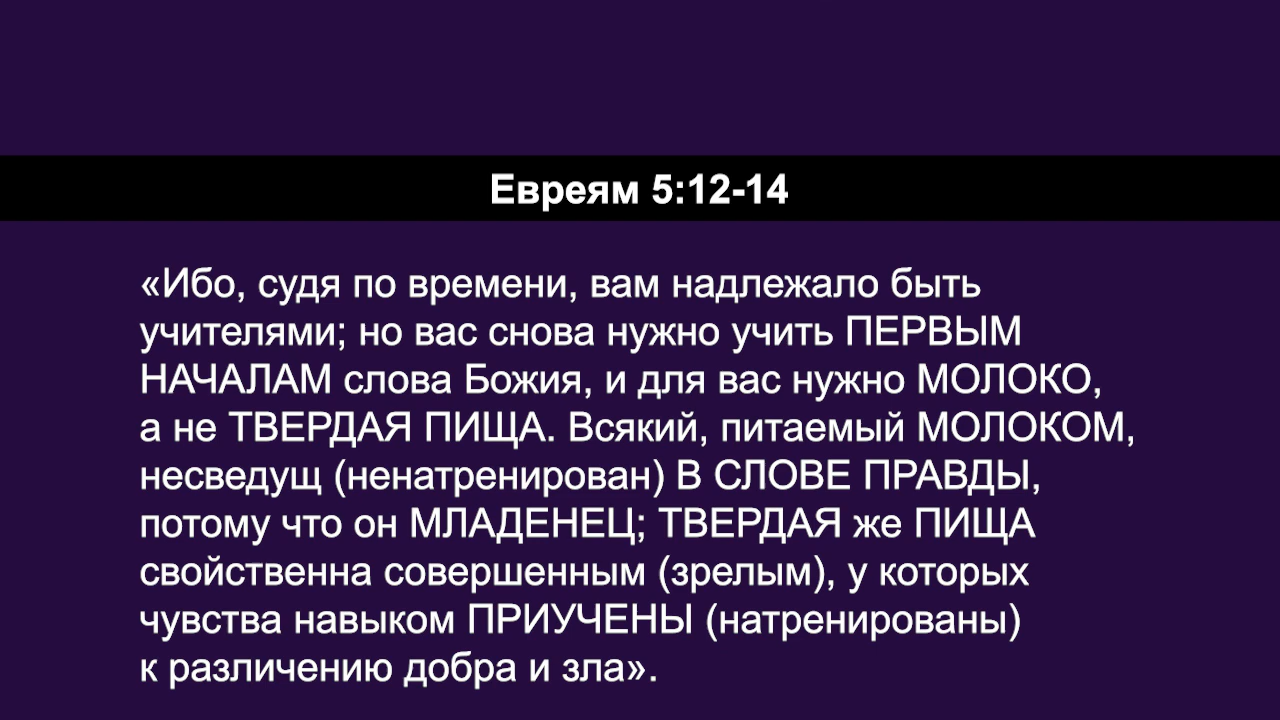 Евреям 5:12-14
«Ибо, судя по времени, вам надлежало быть
учителями; но вас снова нужно учить ПЕРВЫМ
НАЧАЛАМ слова Божия, и для вас нужно МОЛОКО,
а не ТВЕРДАЯ ПИЩА. Всякий, питаемый МОЛОКОМ,
несведущ (ненатренирован) В СЛОВЕ ПРАВДЫ,
потому что он МЛАДЕНЕЦ; ТВЕРДАЯ же ПИЩА
свойственна совершенным (зрелым), у которых
чувства навыком ПРИУЧЕНЫ (натренированы)
к различению добра и зла».